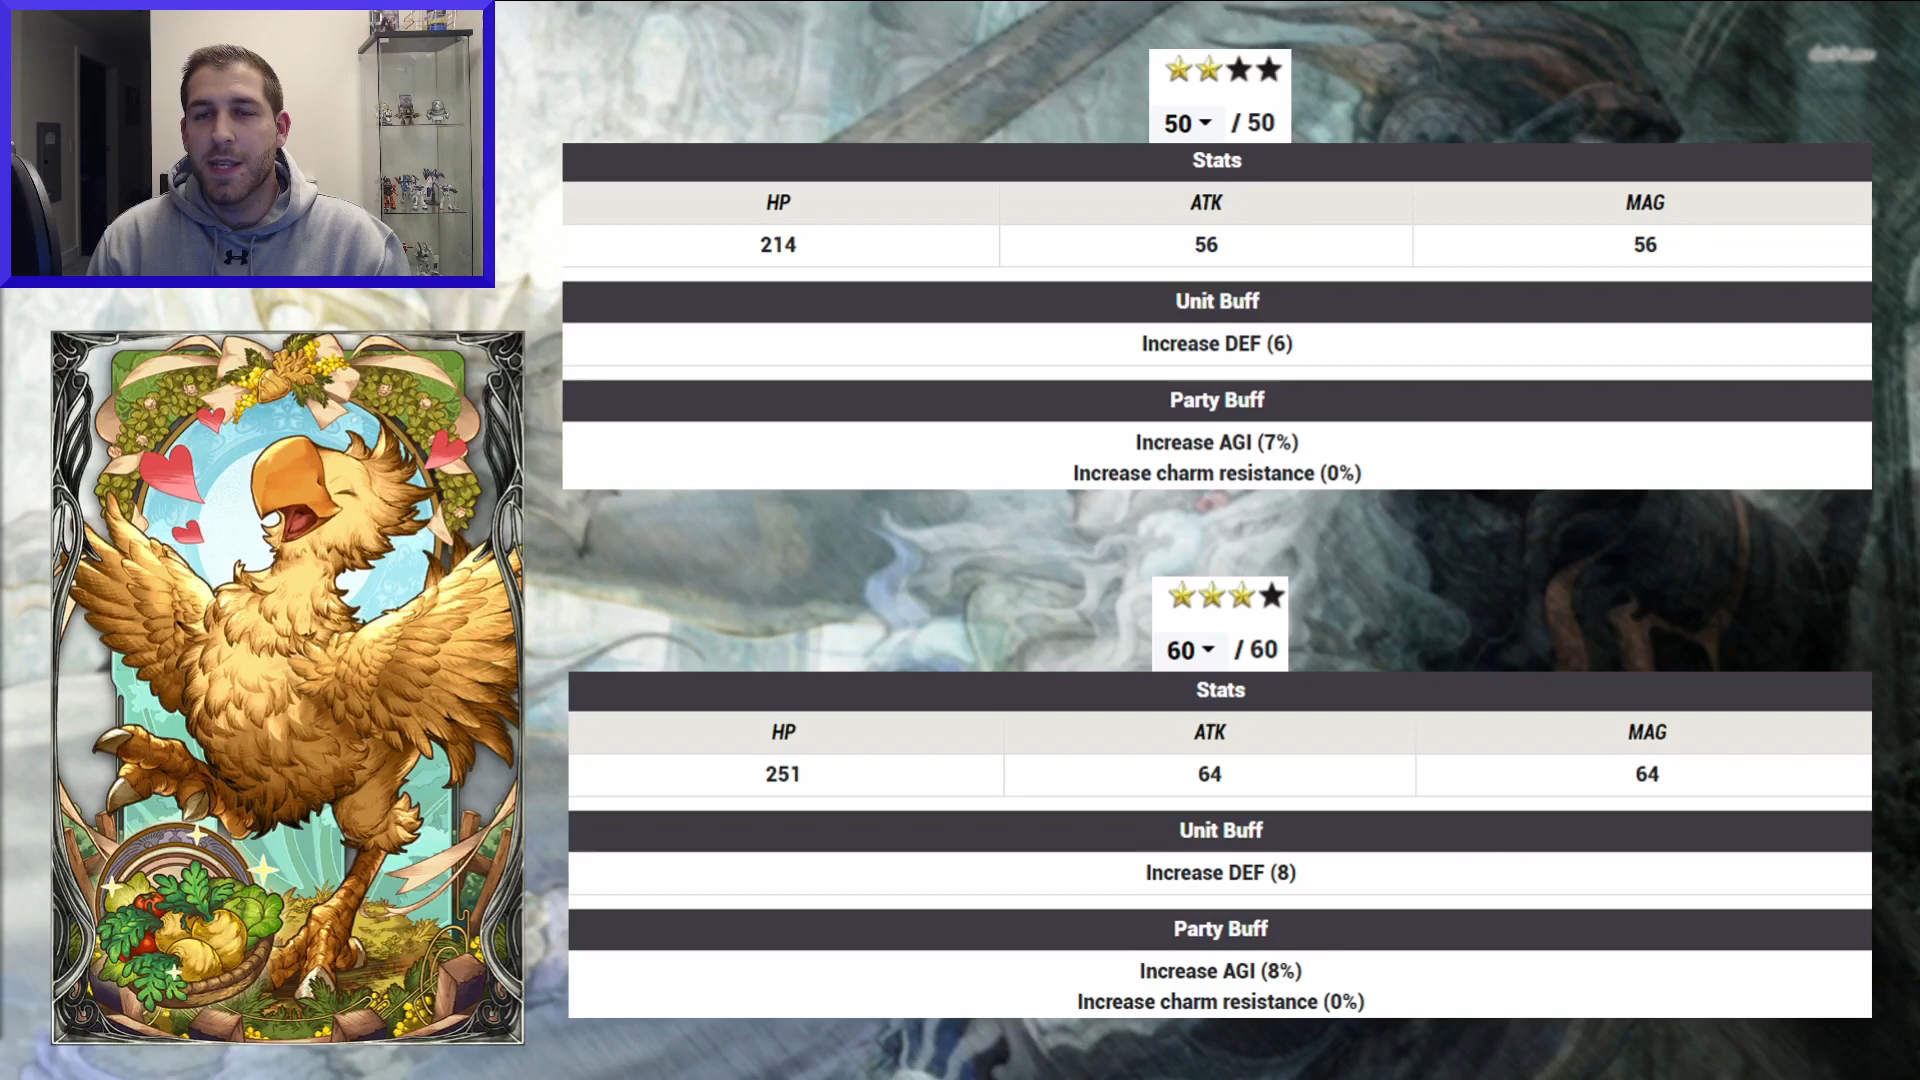 50 / 50
Stats
HP ATK MAG
214 56 56
Unit Buff
Increase DEF (6)
Party Buff
Increase AGI (7%)
Increase charm resistance (0%)
60 / 60
Stats
HP ATK MAG
251 64 64
Unit Buff
Increase DEF (8)
Party Buff
Increase AGI (8%)
Increase charm resistance (0%)